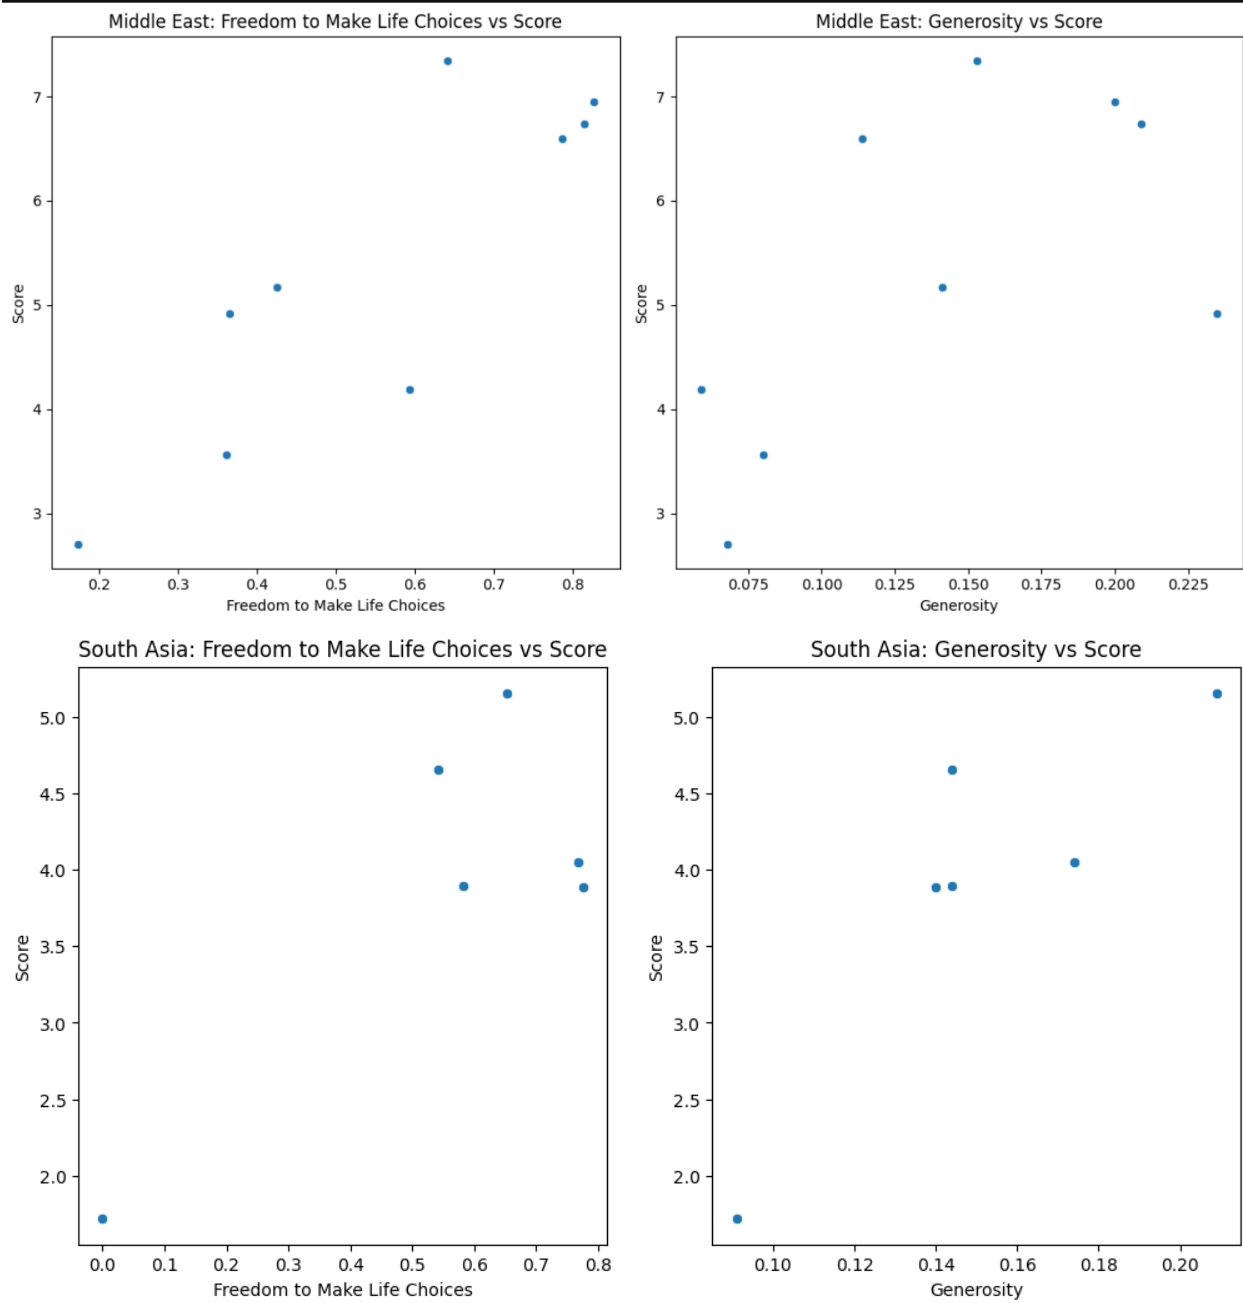 Middle East: Freedom to Make Life Choices vs Score
7
6
5
4
3
Score
0.2 0.3 0.4 0.5 0.6 0.7 0.8
Freedom to Make Life Choices
Middle East: Generosity vs Score
7
6
5
4
3
Score
0.075 0.100 0.125 0.150 0.175 0.200 0.225
Generosity
South Asia: Freedom to Make Life Choices vs Score
5.0
4.5
4.0
3.5
3.0
2.5
2.0
Score
0.0 0.1 0.2 0.3 0.4 0.5 0.6 0.7 0.8
Freedom to Make Life Choices
South Asia: Generosity vs Score
5.0
4.5
4.0
3.5
3.0
2.5
2.0
Score
0.10 0.12 0.14 0.16 0.18 0.20
Generosity